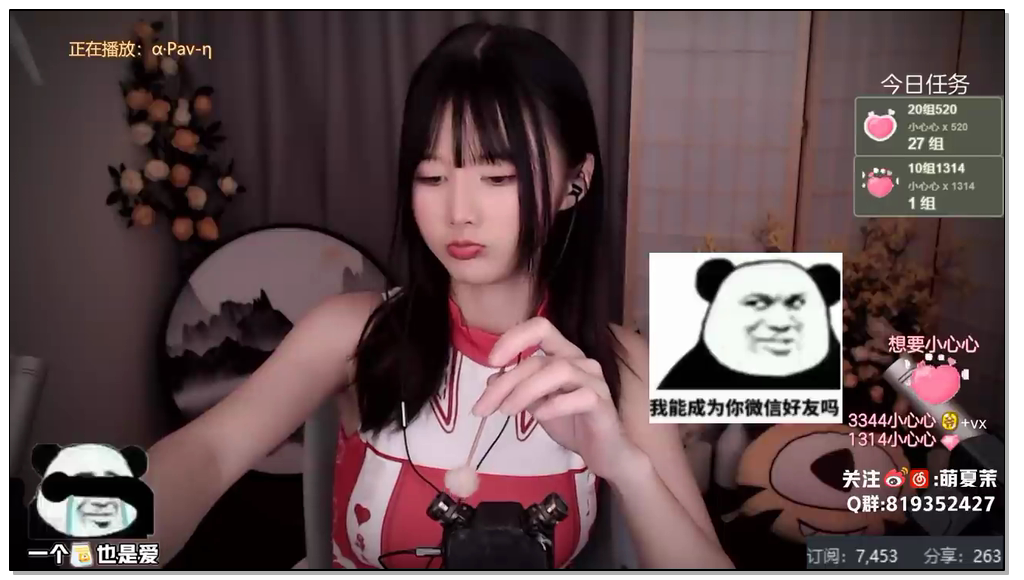 正在播放：α·Pav-η
今日任务
20组520
小心心 x 520
27 组
10组1314
小心心 x 1314
1 组
我能成为你微信好友吗
想要小心心
3344小心心 +vx
1314小心心
关注 :萌夏茉
Q群:819352427
一个 也是爱
订阅：7,453 分享：263